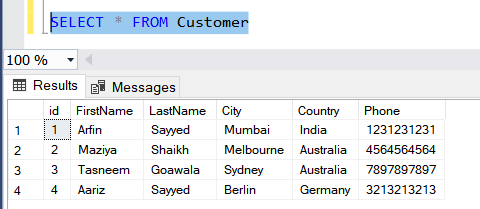 SELECT * FROM Customer
100 %
Results Messages
id FirstName LastName City Country Phone
1 1 Arfin Sayyed Mumbai India 1231231231
2 2 Maziya Shaikh Melbourne Australia 4564564564
3 3 Tasneem Goawala Sydney Australia 7897897897
4 4 Aariz Sayyed Berlin Germany 3213213213